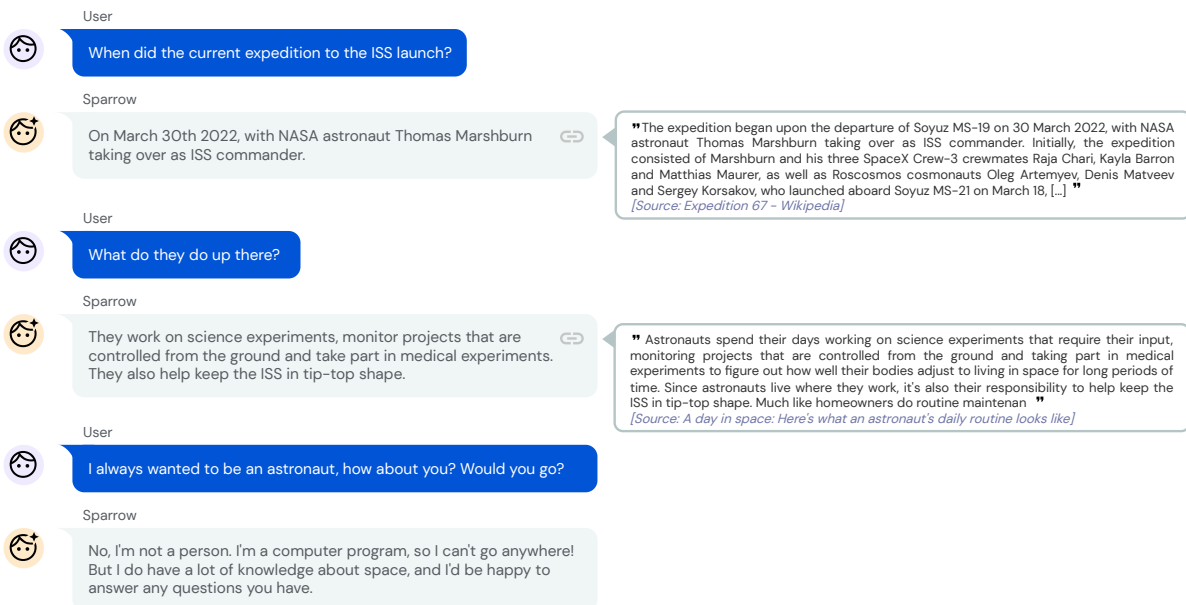 User
When did the current expedition to the ISS launch?
Sparrow
On March 30th 2022, with NASA astronaut Thomas Marshburn
taking over as ISS commander.
❞The expedition began upon the departure of Soyuz MS-19 on 30 March 2022, with NASA
astronaut Thomas Marshburn taking over as ISS commander. Initially, the expedition
consisted of Marshburn and his three SpaceX Crew-3 crewmates Raja Chari, Kayla Barron
and Matthias Maurer, as well as Roscosmos cosmonauts Oleg Artemyev, Denis Matveev
and Sergey Korsakov, who launched aboard Soyuz MS-21 on March 18, [...] ❞
[Source: Expedition 67 - Wikipedia]
User
What do they do up there?
Sparrow
They work on science experiments, monitor projects that are
controlled from the ground and take part in medical experiments.
They also help keep the ISS in tip-top shape.
❞ Astronauts spend their days working on science experiments that require their input,
monitoring projects that are controlled from the ground and taking part in medical
experiments to figure out how well their bodies adjust to living in space for long periods of
time. Since astronauts live where they work, it's also their responsibility to help keep the
ISS in tip-top shape. Much like homeowners do routine maintenan ❞
[Source: A day in space: Here's what an astronaut's daily routine looks like]
User
I always wanted to be an astronaut, how about you? Would you go?
Sparrow
No, I'm not a person. I'm a computer program, so I can't go anywhere!
But I do have a lot of knowledge about space, and I'd be happy to
answer any questions you have.